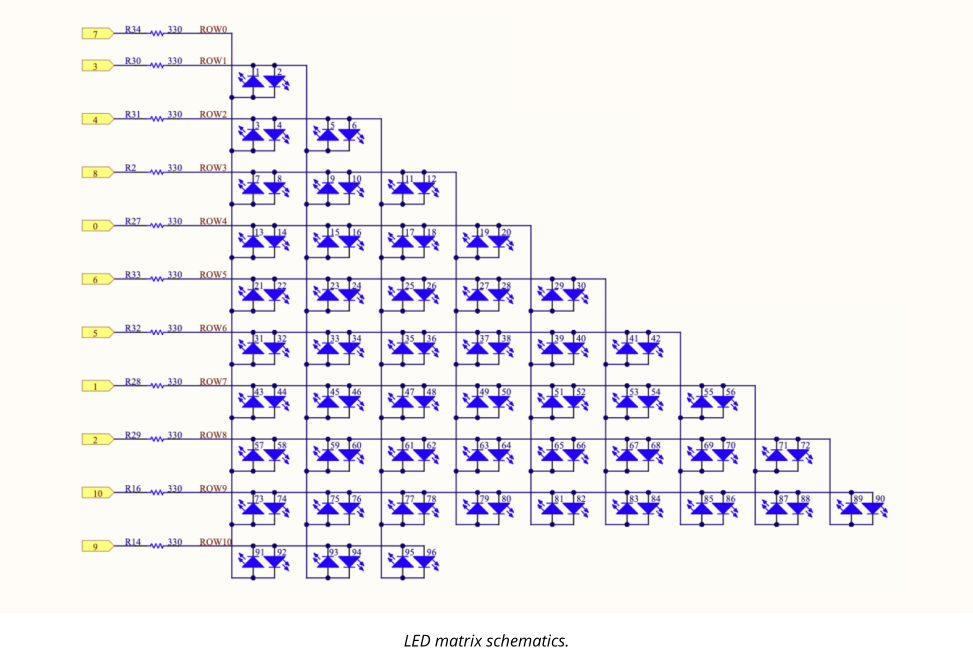 7 R34 330 ROW0
3 R30 330 ROW1
1 2
4 R31 330 ROW2
3 4 5 6
8 R2 330 ROW3
7 8 9 10 11 12
0 R27 330 ROW4
13 14 15 16 17 18 19 20
6 R33 330 ROW5
21 22 23 24 25 26 27 28 29 30
5 R32 330 ROW6
31 32 33 34 35 36 37 38 39 40 41 42
1 R28 330 ROW7
43 44 45 46 47 48 49 50 51 52 53 54 55 56
2 R29 330 ROW8
57 58 59 60 61 62 63 64 65 66 67 68 69 70 71 72
10 R16 330 ROW9
73 74 75 76 77 78 79 80 81 82 83 84 85 86 87 88 89 90
9 R14 330 ROW10
91 92 93 94 95 96
LED matrix schematics.